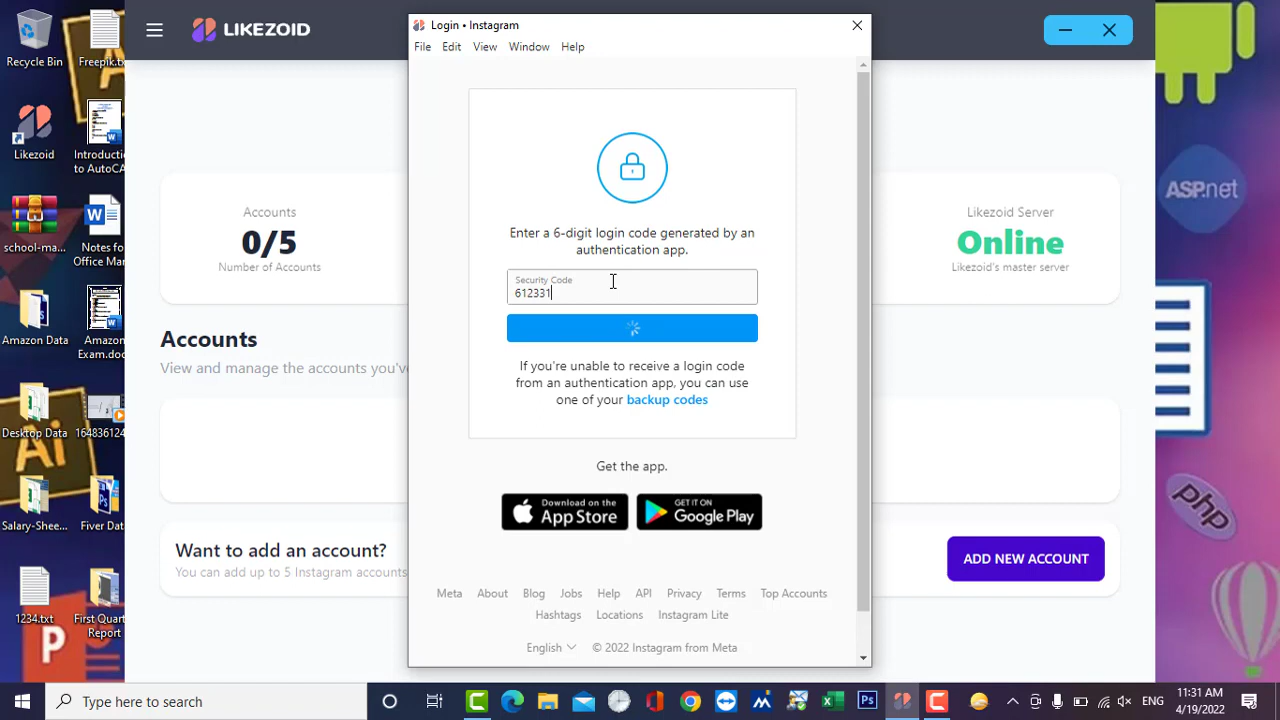 Recycle Bin
Freepik.tx
Likezoid
Introduction
to AutoCA
school-ma...
Notes for
Office Mar
Amazon Data
Amazon
Exam.doc
Desktop Data
164836124
Salary-Shee...
Fiver Dat
1234.txt
First Quart
Report
LIKEZOID
Accounts
0/5
Number of Accounts
Likezoid Server
Online
Likezoid's master server
Accounts
View and manage the accounts you've
Want to add an account?
You can add up to 5 Instagram accounts
ADD NEW ACCOUNT
Login • Instagram
File Edit View Window Help
Enter a 6-digit login code generated by an
authentication app.
Security Code
612331
If you're unable to receive a login code
from an authentication app, you can use
one of your backup codes
Get the app.
Download on the
App Store
GET IT ON
Google Play
Meta About Blog Jobs Help API Privacy Terms Top Accounts
Hashtags Locations Instagram Lite
English © 2022 Instagram from Meta
ASP.net
php
Ai
P
Type here to search
ENG
11:31 AM
4/19/2022